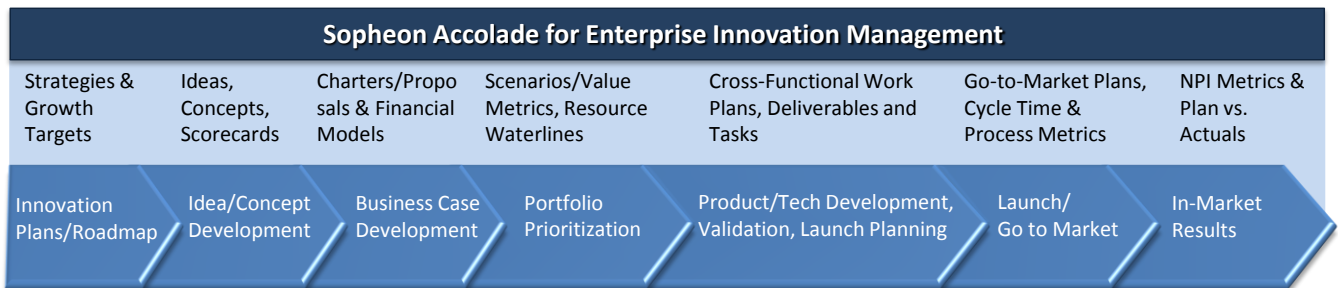 Sopheon Accolade for Enterprise Innovation Management
Strategies &
Growth
Targets
Ideas,
Concepts,
Scorecards
Charters/Propo
sals & Financial
Models
Scenarios/Value
Metrics, Resource
Waterlines
Cross-Functional Work
Plans, Deliverables and
Tasks
Go-to-Market Plans,
Cycle Time &
Process Metrics
NPI Metrics &
Plan vs.
Actuals
Innovation
Plans/Roadmap
Idea/Concept
Development
Business Case
Development
Portfolio
Prioritization
Product/Tech Development,
Validation, Launch Planning
Launch/
Go to Market
In-Market
Results